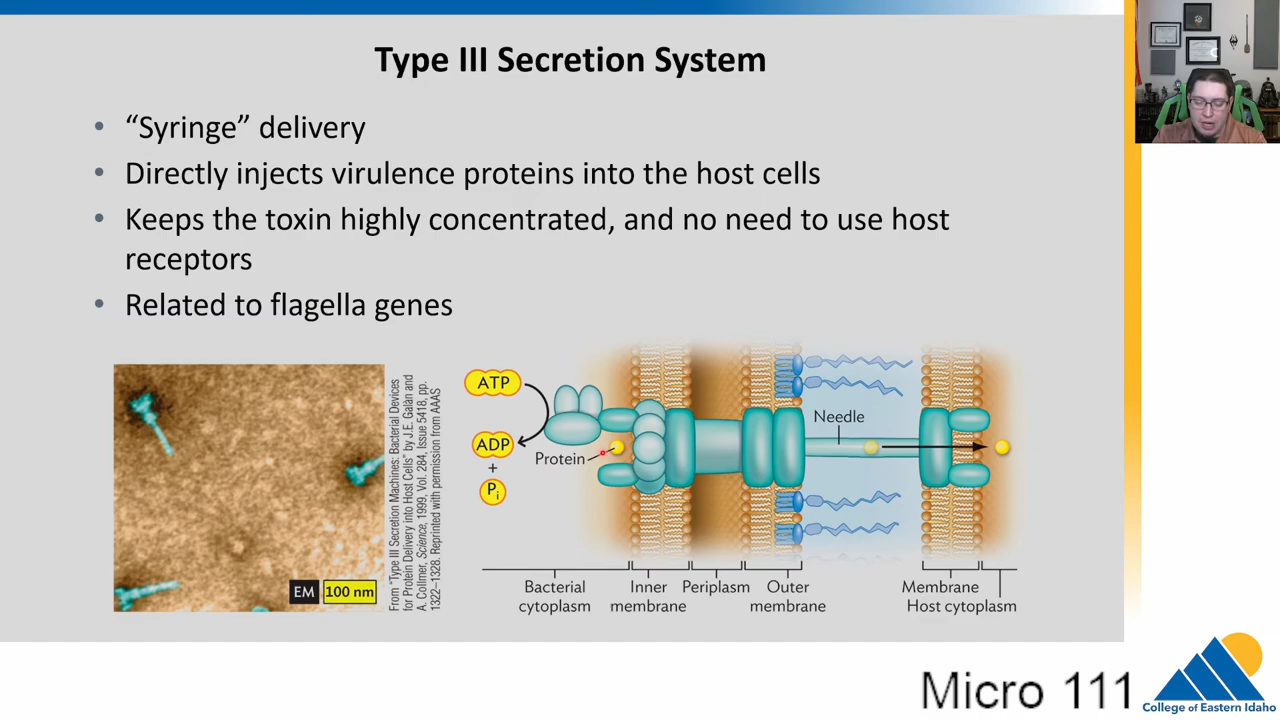 Type III Secretion System
• “Syringe” delivery
• Directly injects virulence proteins into the host cells
• Keeps the toxin highly concentrated, and no need to use host
receptors
• Related to flagella genes
EM 100 nm
From “Type III Secretion Machines: Bacterial Devices
for Protein Delivery into Host Cells” by J.E. Galán and
A. Collmer, Science, 1999, Vol. 284, Issue 5418. pp.
1322–1328. Reprinted with permission from AAAS
ATP
ADP
+
Pi
Protein
Needle
Bacterial
cytoplasm
Inner
membrane
Periplasm
Outer
membrane
Membrane
Host cytoplasm
Micro 111
College of Eastern Idaho